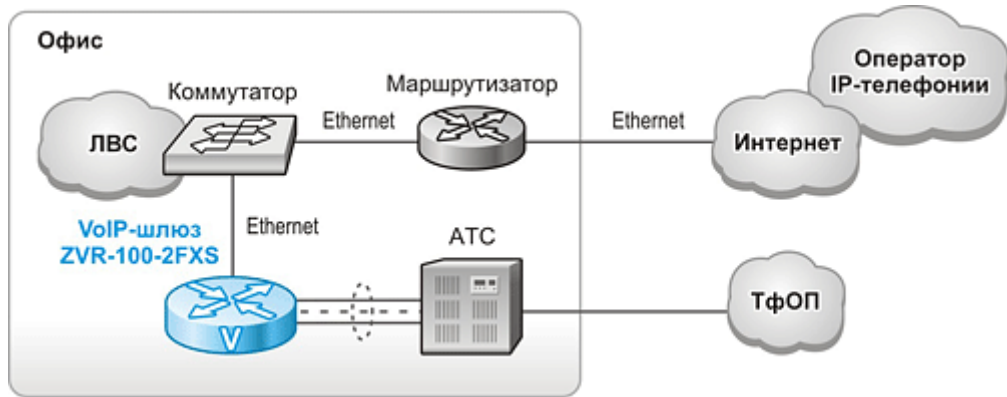 Офис
Оператор
IP-телефонии
Коммутатор
Маршрутизатор
Ethernet
Ethernet
ЛВС
Интернет
VoIP-шлюз
ZVR-100-2FXS
Ethernet
АТС
ТфОП
V